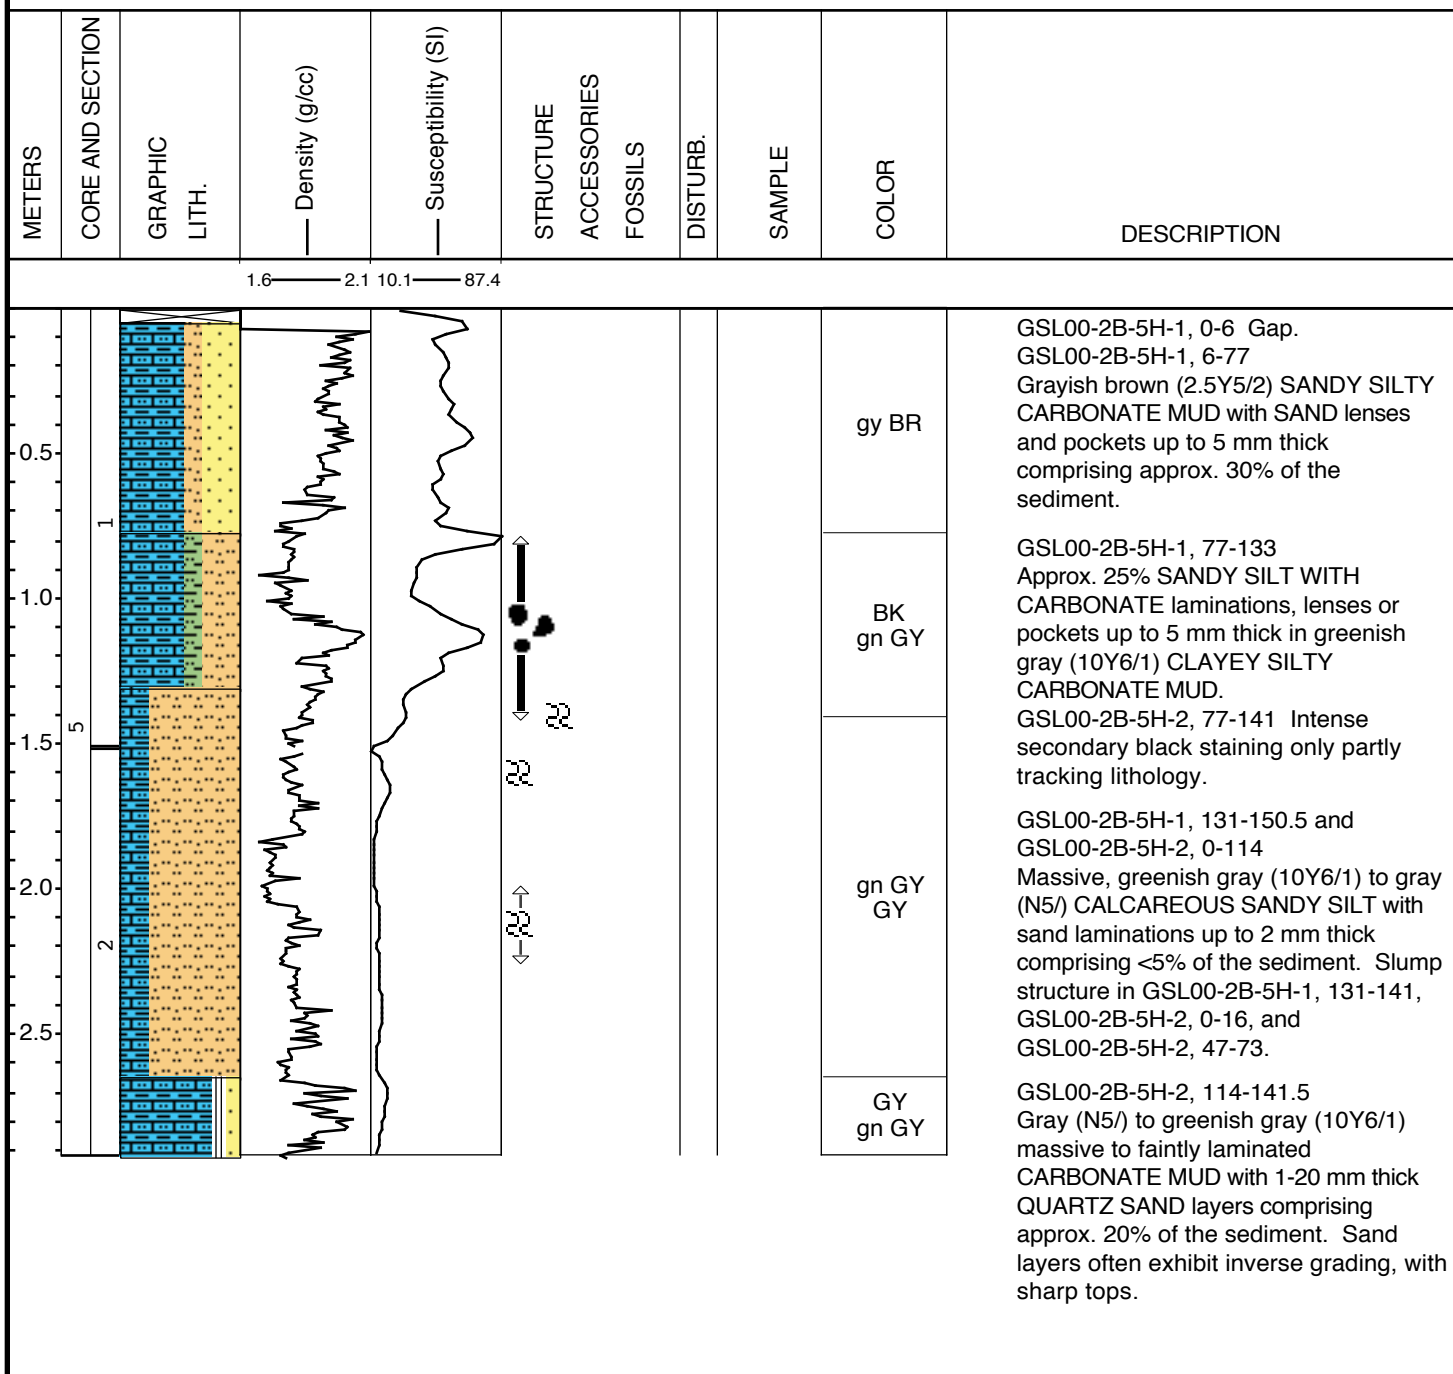 METERS
CORE AND SECTION
GRAPHIC
LITH.
Density (g/cc)
Susceptibility (SI)
STRUCTURE
ACCESSORIES
FOSSILS
DISTURB.
SAMPLE
COLOR
DESCRIPTION
1.6 2.1 10.1 87.4
0.5
1.0
1.5
2.0
2.5
5
1
2
gy BR
BK
gn GY
gn GY
GY
GY
gn GY
GSL00-2B-5H-1, 0-6 Gap.
GSL00-2B-5H-1, 6-77
Grayish brown (2.5Y5/2) SANDY SILTY
CARBONATE MUD with SAND lenses
and pockets up to 5 mm thick
comprising approx. 30% of the
sediment.
GSL00-2B-5H-1, 77-133
Approx. 25% SANDY SILT WITH
CARBONATE laminations, lenses or
pockets up to 5 mm thick in greenish
gray (10Y6/1) CLAYEY SILTY
CARBONATE MUD.
GSL00-2B-5H-2, 77-141 Intense
secondary black staining only partly
tracking lithology.
GSL00-2B-5H-1, 131-150.5 and
GSL00-2B-5H-2, 0-114
Massive, greenish gray (10Y6/1) to gray
(N5/) CALCAREOUS SANDY SILT with
sand laminations up to 2 mm thick
comprising <5% of the sediment. Slump
structure in GSL00-2B-5H-1, 131-141,
GSL00-2B-5H-2, 0-16, and
GSL00-2B-5H-2, 47-73.
GSL00-2B-5H-2, 114-141.5
Gray (N5/) to greenish gray (10Y6/1)
massive to faintly laminated
CARBONATE MUD with 1-20 mm thick
QUARTZ SAND layers comprising
approx. 20% of the sediment. Sand
layers often exhibit inverse grading, with
sharp tops.